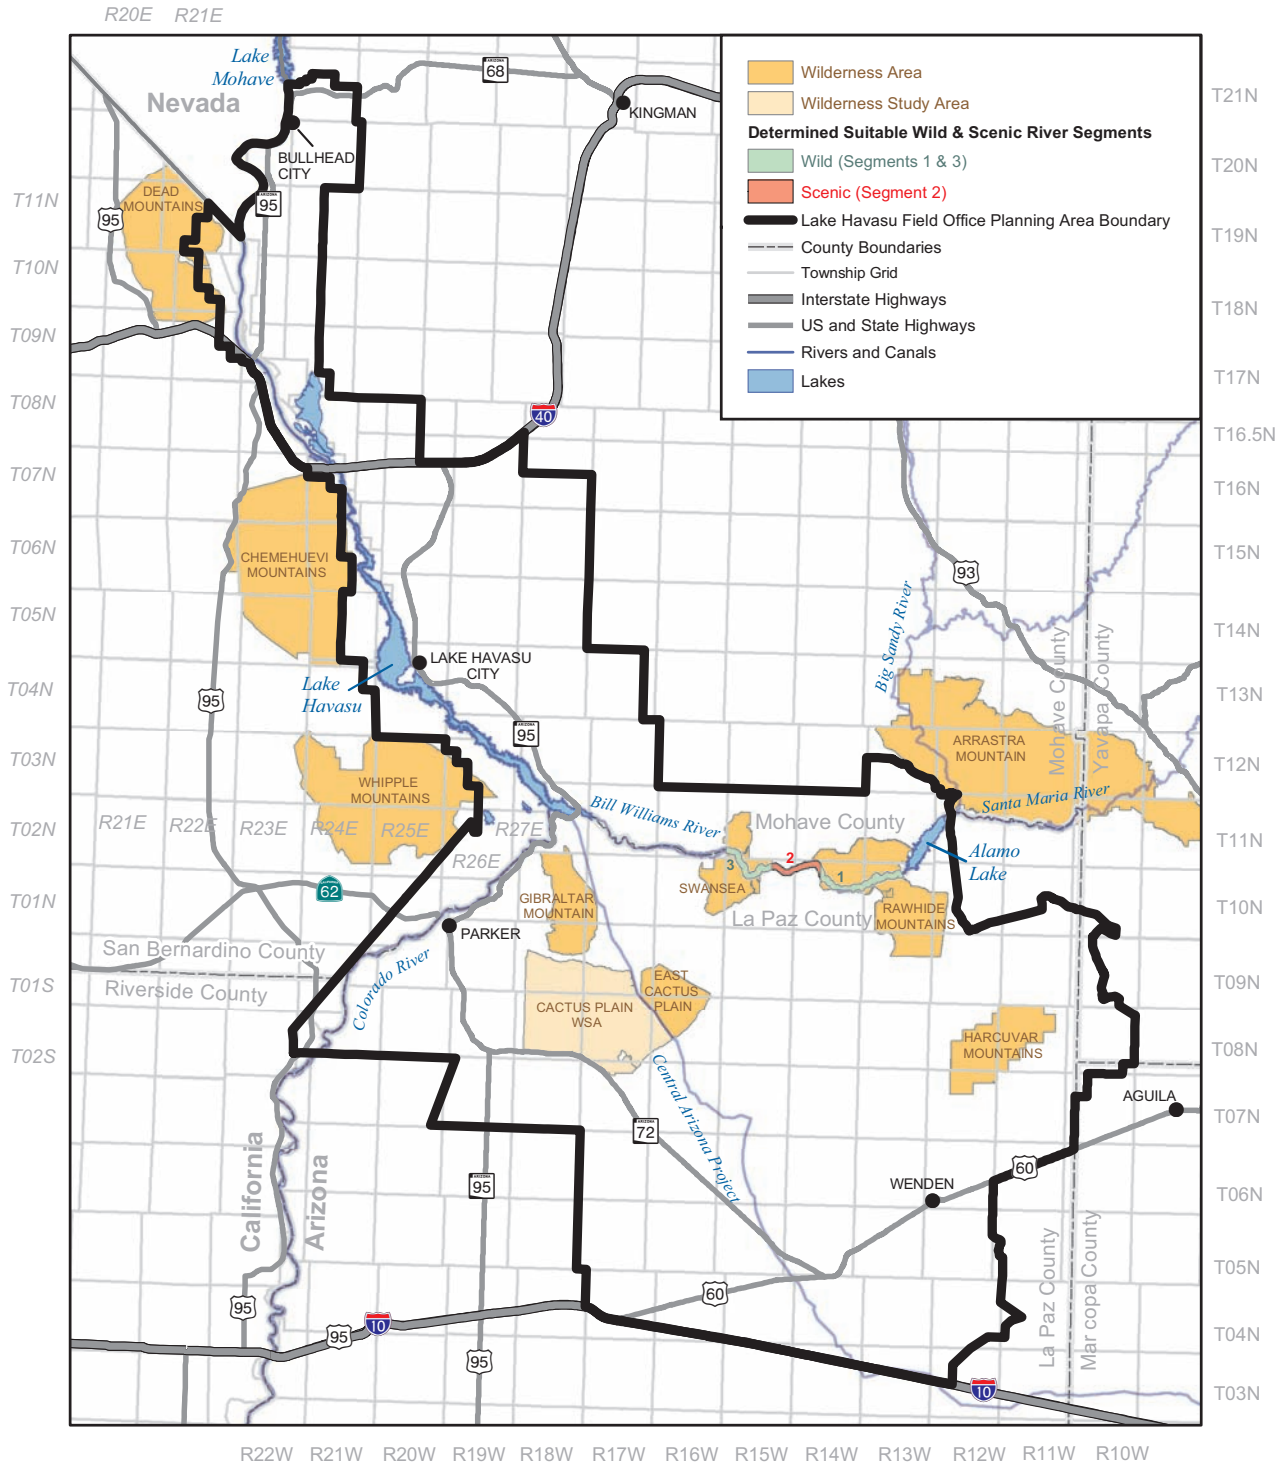 R20E R21E
Lake
Mohave
Nevada
ARIZONA
68
KINGMAN
BULLHEAD
CITY
Wilderness Area
Wilderness Study Area
Determined Suitable Wild & Scenic River Segments
Wild (Segments 1 & 3)
Scenic (Segment 2)
Lake Havasu Field Office Planning Area Boundary
County Boundaries
Township Grid
Interstate Highways
US and State Highways
Rivers and Canals
Lakes
T21N
T20N
T19N
T18N
T17N
T16.5N
T16N
T15N
T14N
T13N
T12N
T11N
T10N
T09N
T08N
T07N
T06N
T05N
T04N
T03N
T11N
T10N
T09N
T08N
T07N
T06N
T05N
T04N
T03N
T02N
T01N
T01S
T02S
DEAD
MOUNTAINS
95
ARIZONA
95
40
CHEMEHUEVI
MOUNTAINS
93
Big Sandy River
Mohave County
Yavapa County
LAKE HAVASU
CITY
Lake
Havasu
95
ARIZONA
95
ARRASTRA
MOUNTAIN
WHIPPLE
MOUNTAINS
Santa Maria River
Bill Williams River
R21E R22E R23E R24E R25E R27E
R26E
Mohave County
2
3
1
Alamo
Lake
SWANSEA
La Paz County
RAWHIDE
MOUNTAINS
CALIFORNIA
62
GIBRALTAR
MOUNTAIN
PARKER
San Bernardino County
Riverside County
Colorado River
EAST
CACTUS
PLAIN
CACTUS PLAIN
WSA
HARCUVAR
MOUNTAINS
Central Arizona Project
AGUILA
ARIZONA
72
60
California
Arizona
ARIZONA
95
WENDEN
La Paz County
Mar copa County
60
95
95
10
95
10
R22W R21W R20W R19W R18W R17W R16W R15W R14W R13W R12W R11W R10W